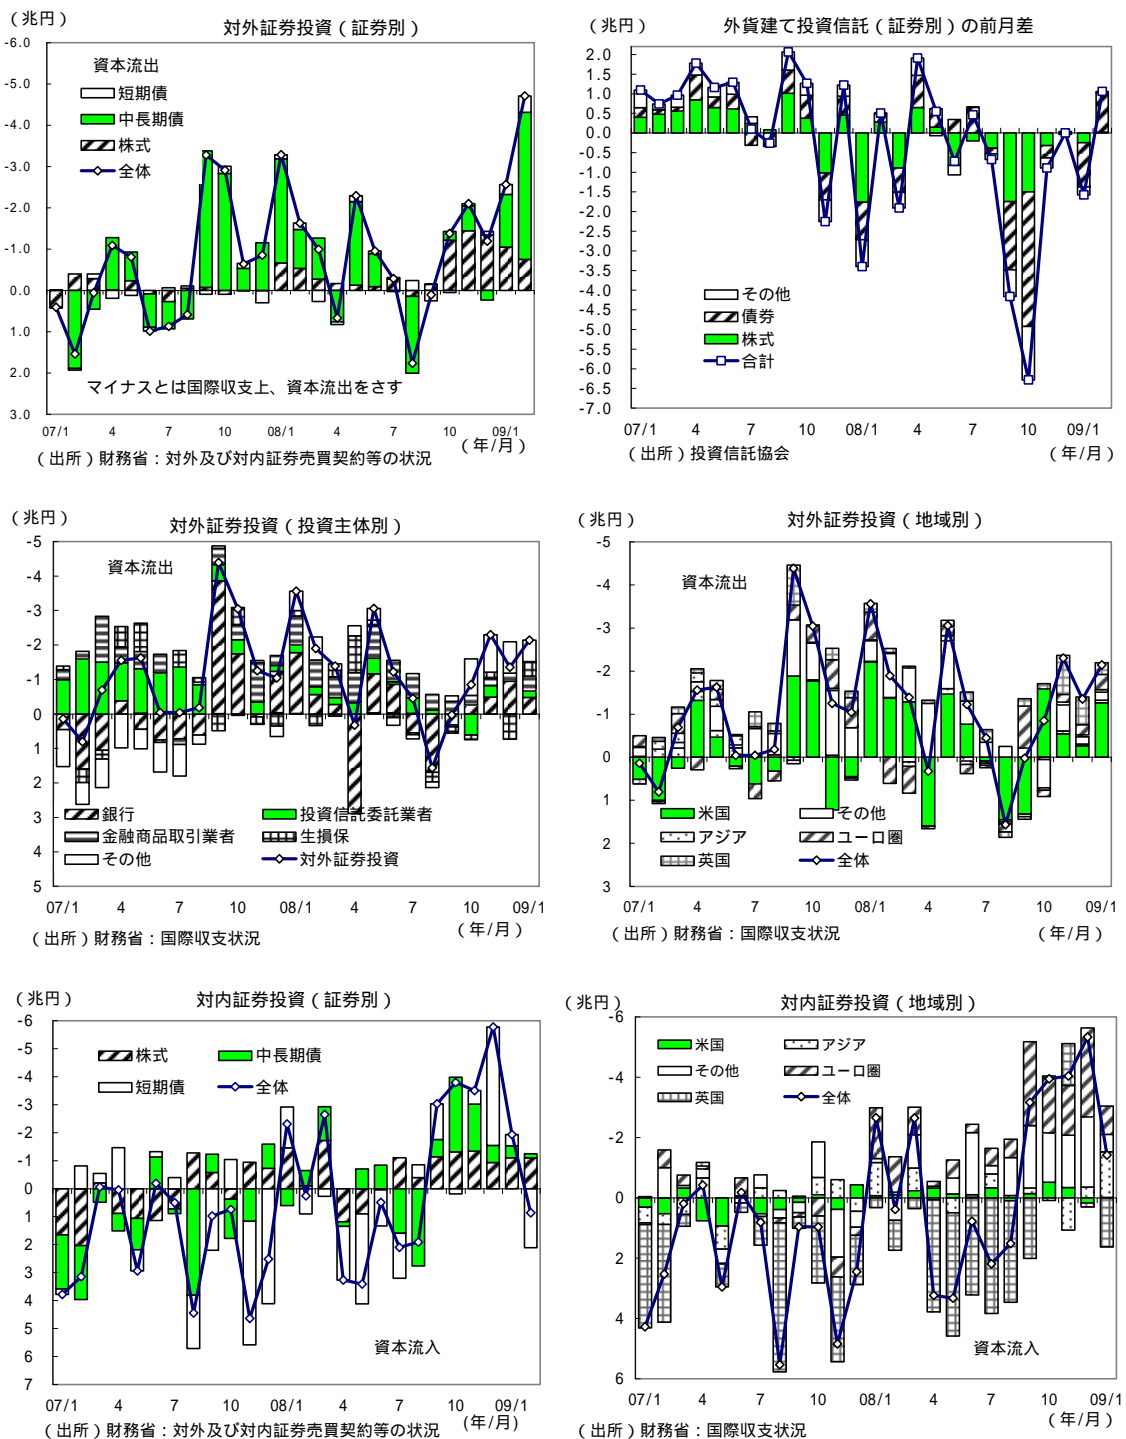 （兆円）
対外証券投資（証券別）
-6.0
-5.0
-4.0
-3.0
-2.0
-1.0
0.0
1.0
2.0
3.0
資本流出
短期債
中長期債
株式
全体
マイナスとは国際収支上、資本流出をさす
07/1 4 7 10 08/1 4 7 10 09/1
（年/月）
（出所）財務省：対外及び対内証券売買契約等の状況
（兆円）
外貨建て投資信託（証券別）の前月差
2.0
1.5
1.0
0.5
0.0
-0.5
-1.0
-1.5
-2.0
-2.5
-3.0
-3.5
-4.0
-4.5
-5.0
-5.5
-6.0
-6.5
-7.0
その他
債券
株式
合計
07/1 4 7 10 08/1 4 7 10 09/1
（出所）投資信託協会
（年/月）
（兆円）
対外証券投資（投資主体別）
-5
-4
-3
-2
-1
0
1
2
3
4
5
資本流出
銀行 投資信託委託業者
金融商品取引業者 生損保
その他 対外証券投資
07/1 4 7 10 08/1 4 7 10 09/1
（年/月）
（出所）財務省：国際収支状況
（兆円）
対外証券投資（地域別）
-5
-4
-3
-2
-1
0
1
2
3
資本流出
米国 その他
アジア ユーロ圏
英国 全体
07/1 4 7 10 08/1 4 7 10 09/1
（出所）財務省：国際収支状況
（年/月）
（兆円）
対内証券投資（証券別）
-6
-5
-4
-3
-2
-1
0
1
2
3
4
5
6
7
株式 中長期債
短期債 全体
資本流入
07/1 4 7 10 08/1 4 7 10 09/1
（年/月）
（出所）財務省：対外及び対内証券売買契約等の状況
（兆円）
対内証券投資（地域別）
-6
-4
-2
0
2
4
6
米国 アジア
その他 ユーロ圏
英国 全体
資本流入
07/1 4 7 10 08/1 4 7 10 09/1
（年/月）
（出所）財務省：国際収支状況